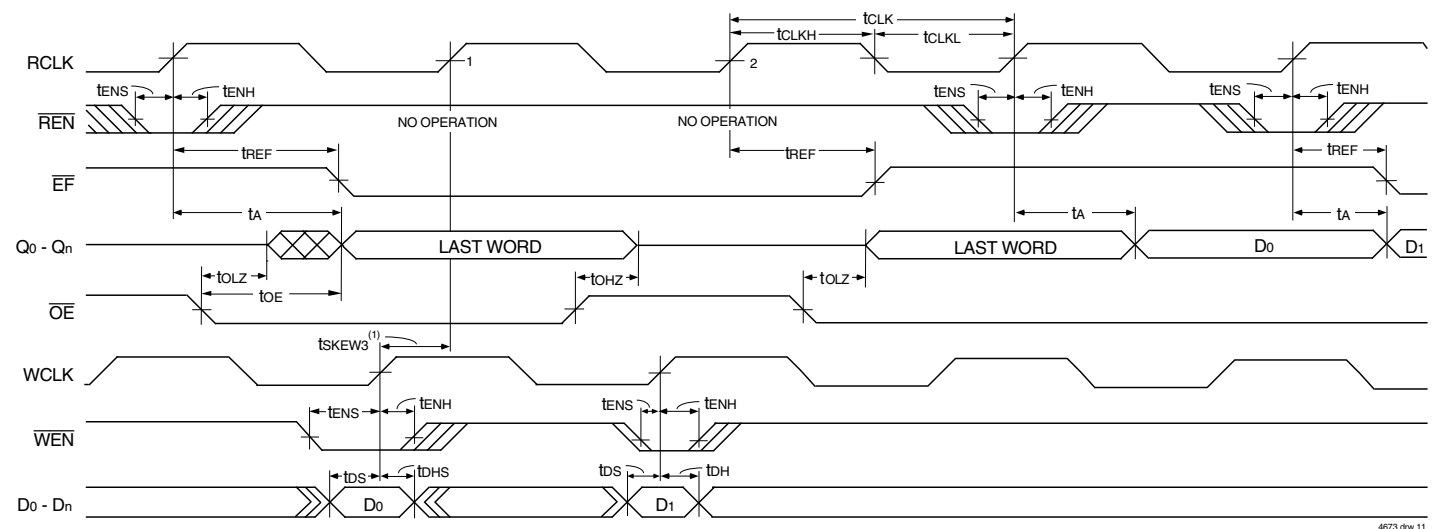 tCLK
tCLKH tCLKL
RCLK 1 2
tENS tENH tENS tENH tENS tENH
REN NO OPERATION NO OPERATION
tREF tREF tREF
EF
tA tA tA
Q0 - Qn LAST WORD LAST WORD D0 D1
tOLZ tOHZ tOLZ
tOE
OE
tSKEW3(1)
WCLK
tENS tENH tENS tENH
WEN
tDS tDHS tDS tDH
D0 - Dn D0 D1
4673 drw 11